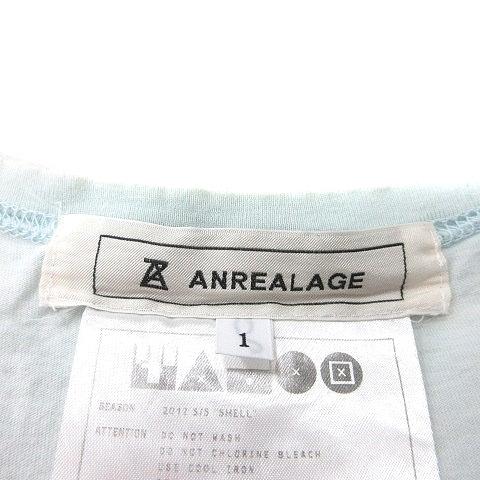 ANREALAGE
1
SEASON 2012 S/S "SHELL"
ATTENTION DO NOT WASH
DO NOT CHLORINE BLEACH
USE COOL IRON